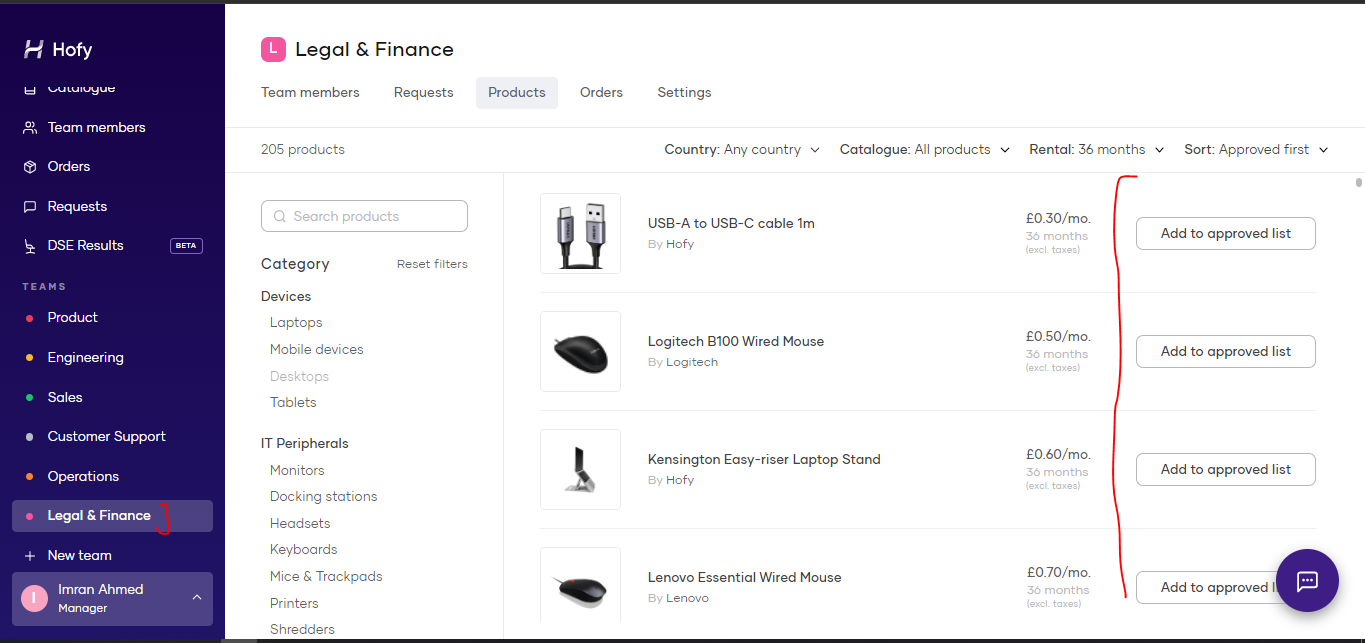 Hofy
Catalogue
Team members
Orders
Requests
DSE Results
BETA
TEAMS
Product
Engineering
Sales
Customer Support
Operations
Legal & Finance
New team
I
Imran Ahmed
Manager
L
Legal & Finance
Team members
Requests
Products
Orders
Settings
205 products
Country: Any country
Catalogue: All products
Rental: 36 months
Sort: Approved first
Search products
Category
Reset filters
Devices
Laptops
Mobile devices
Desktops
Tablets
IT Peripherals
Monitors
Docking stations
Headsets
Keyboards
Mice & Trackpads
Printers
Shredders
USB-A to USB-C cable 1m
By Hofy
£0.30/mo.
36 months
(excl. taxes)
Add to approved list
Logitech B100 Wired Mouse
By Logitech
£0.50/mo.
36 months
(excl. taxes)
Add to approved list
Kensington Easy-riser Laptop Stand
By Hofy
£0.60/mo.
36 months
(excl. taxes)
Add to approved list
Lenovo Essential Wired Mouse
By Lenovo
£0.70/mo.
36 months
(excl. taxes)
Add to approved l